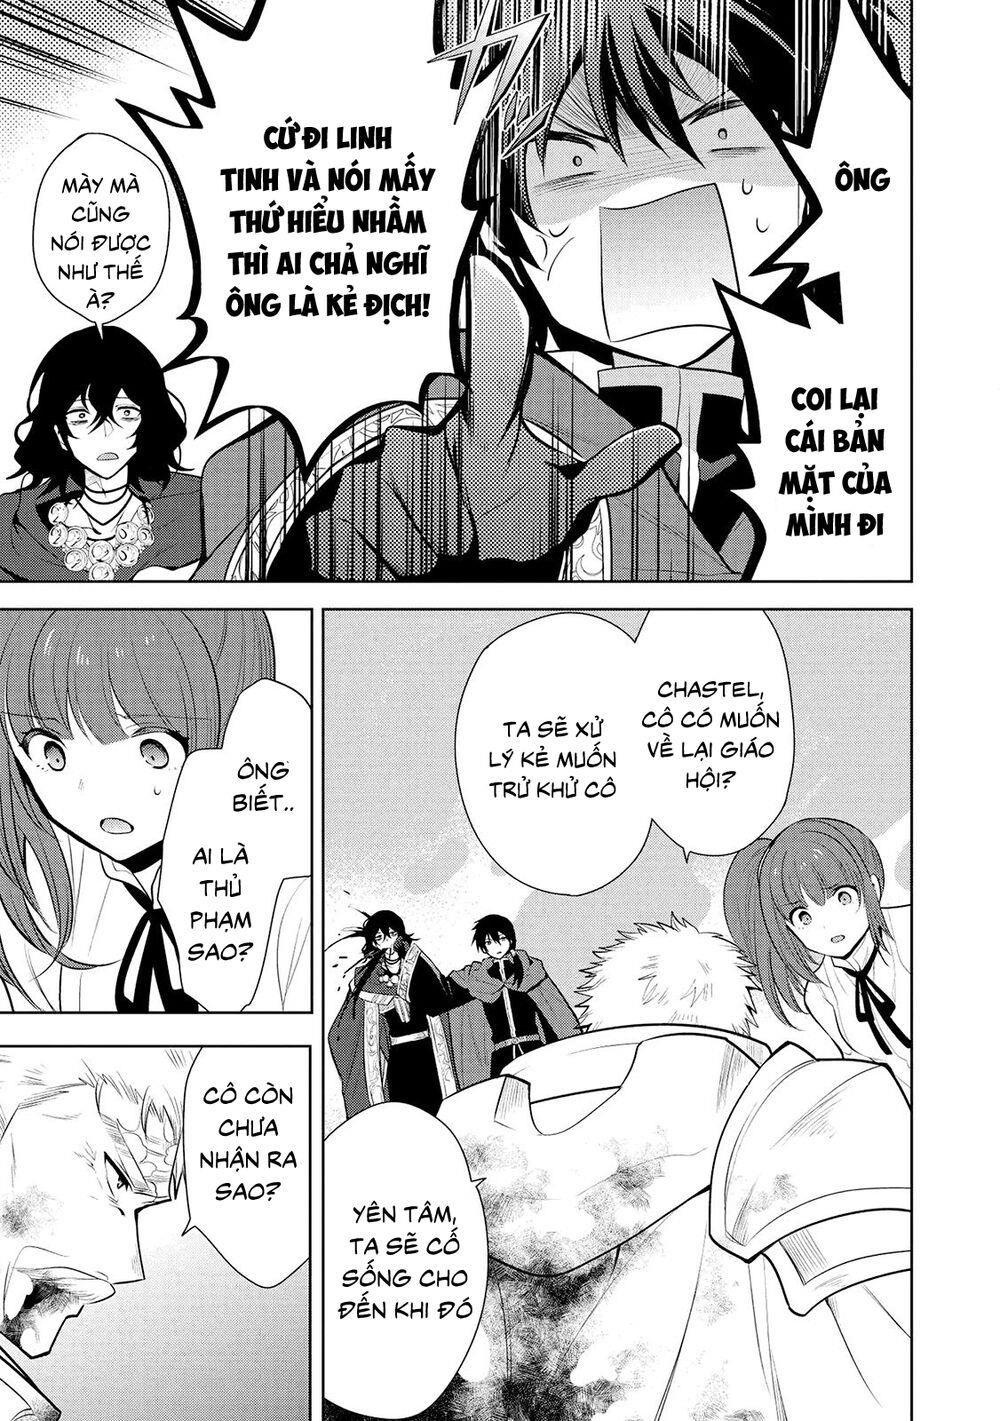 ÔNG
COI LẠI
CÁI BẢN
MẶT CỦA
MÌNH ĐI
CỨ ĐI LINH
TINH VÀ NÓI MẤY
THỨ HIỂU NHẦM
THÌ AI CHẢ NGHĨ
ÔNG LÀ KẺ ĐỊCH!
MÀY MÀ
CŨNG
NÓI ĐƯỢC
NHƯ THẾ
À?
CHASTEL,
CÔ CÓ MUỐN
VỀ LẠI GIÁO
HỘI?
TA SẼ XỬ
LÝ KẺ MUỐN
TRỪ KHỬ CÔ
YÊN TÂM,
TA SẼ CỐ
SỐNG CHO
ĐẾN KHI ĐÓ
ÔNG
BIẾT..
AI LÀ
THỦ
PHẠM
SAO?
CÔ CÒN
CHƯA
NHẬN RA
SAO?